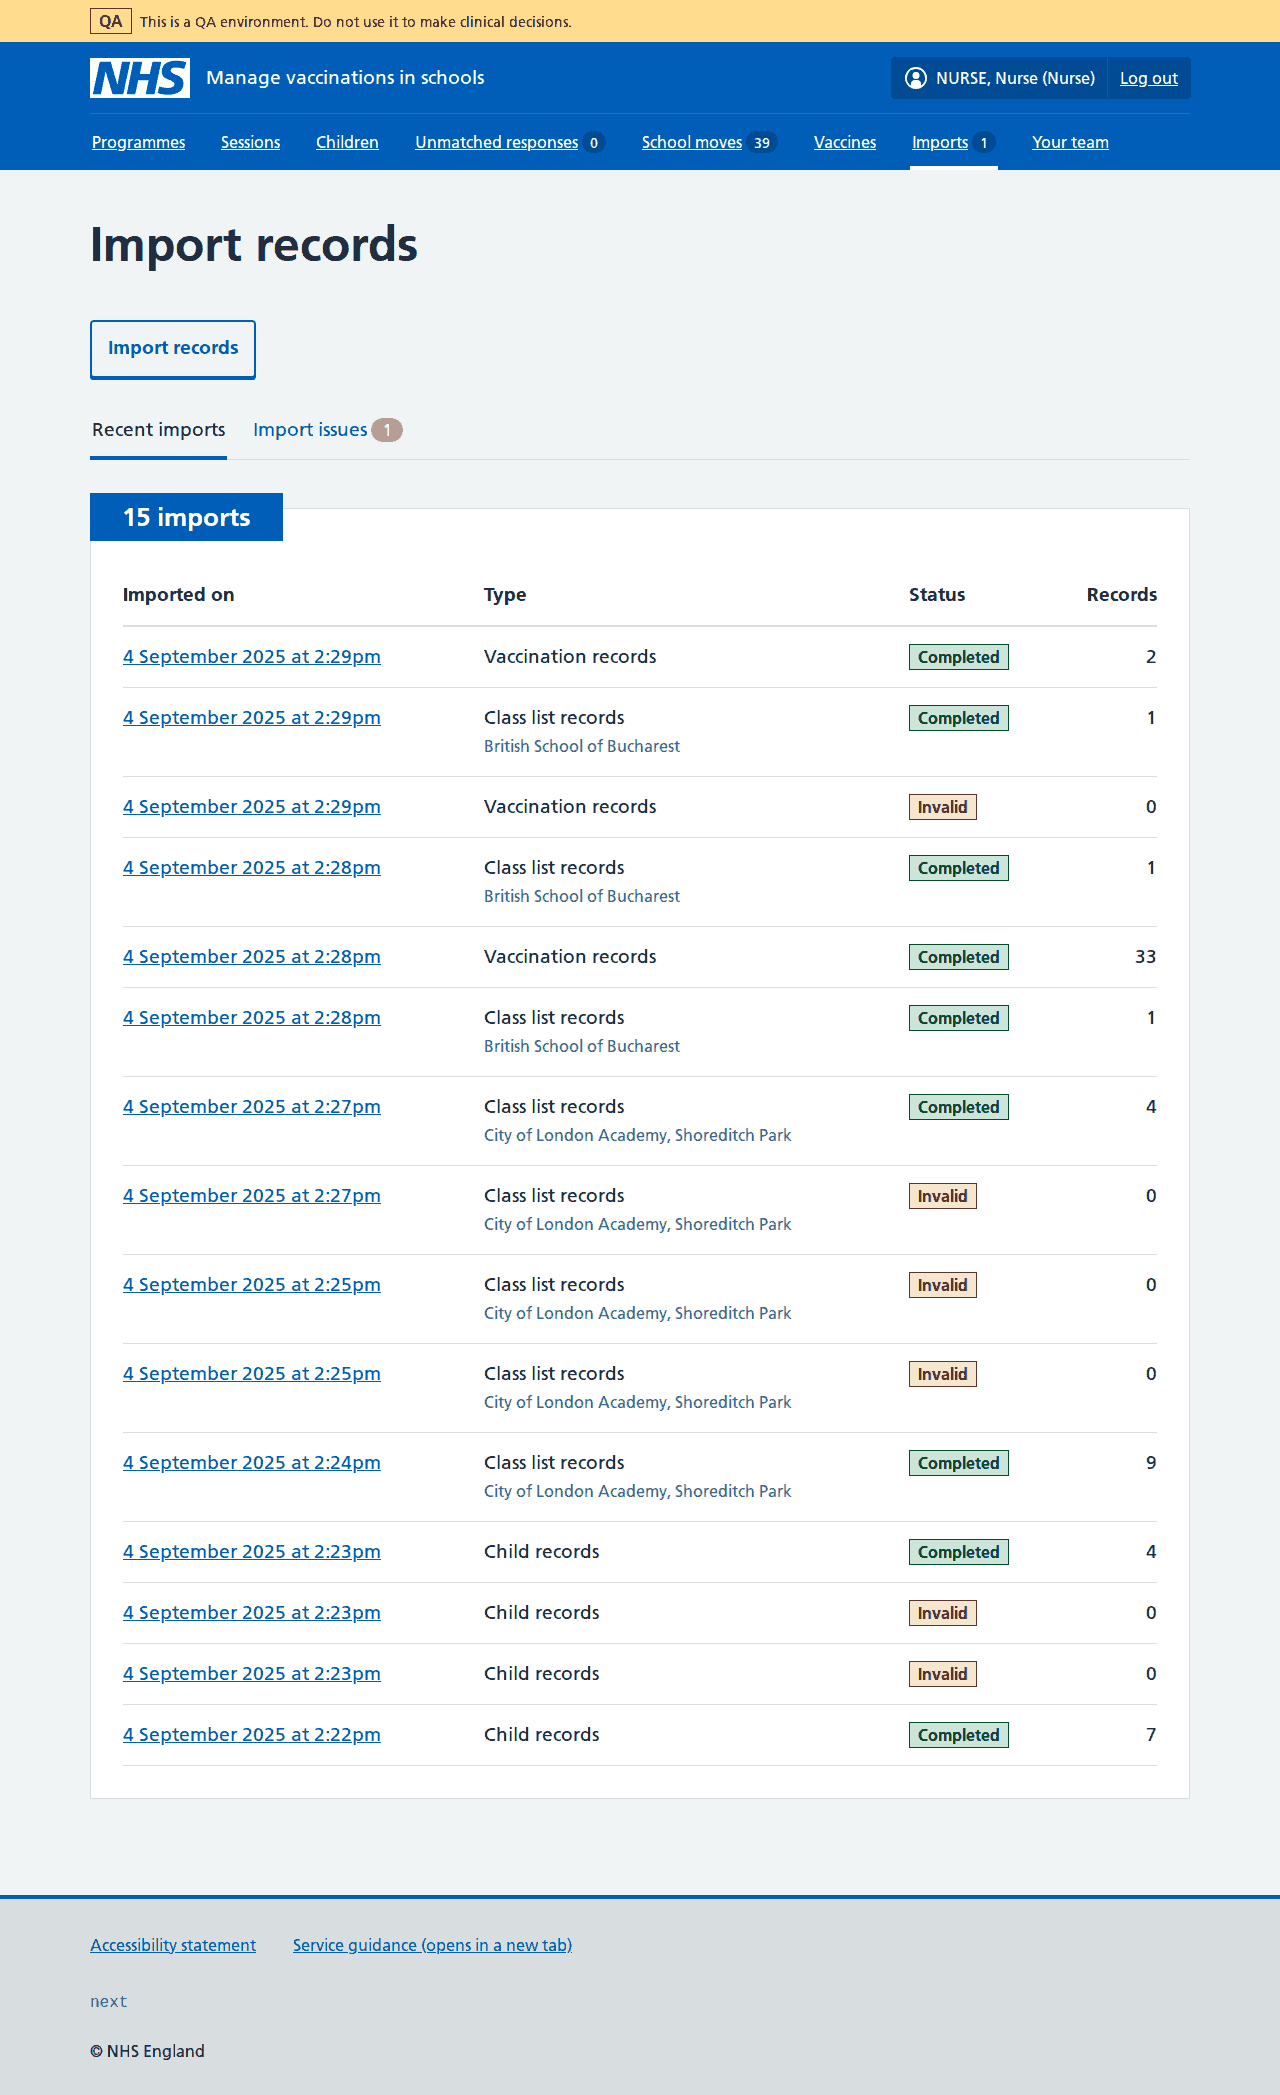 QA This is a QA environment. Do not use it to make clinical decisions.
NHS Manage vaccinations in schools NURSE, Nurse (Nurse) Log out
Programmes Sessions Children Unmatched responses 0 School moves 39 Vaccines Imports 1 Your team
Import records
Import records
Recent imports Import issues 1
15 imports
Imported on Type Status Records
4 September 2025 at 2:29pm Vaccination records Completed 2
4 September 2025 at 2:29pm Class list records Completed 1
British School of Bucharest
4 September 2025 at 2:29pm Vaccination records Invalid 0
4 September 2025 at 2:28pm Class list records Completed 1
British School of Bucharest
4 September 2025 at 2:28pm Vaccination records Completed 33
4 September 2025 at 2:28pm Class list records Completed 1
British School of Bucharest
4 September 2025 at 2:27pm Class list records Completed 4
City of London Academy, Shoreditch Park
4 September 2025 at 2:27pm Class list records Invalid 0
City of London Academy, Shoreditch Park
4 September 2025 at 2:25pm Class list records Invalid 0
City of London Academy, Shoreditch Park
4 September 2025 at 2:25pm Class list records Invalid 0
City of London Academy, Shoreditch Park
4 September 2025 at 2:24pm Class list records Completed 9
City of London Academy, Shoreditch Park
4 September 2025 at 2:23pm Child records Completed 4
4 September 2025 at 2:23pm Child records Invalid 0
4 September 2025 at 2:23pm Child records Invalid 0
4 September 2025 at 2:22pm Child records Completed 7
Accessibility statement Service guidance (opens in a new tab)
next
© NHS England